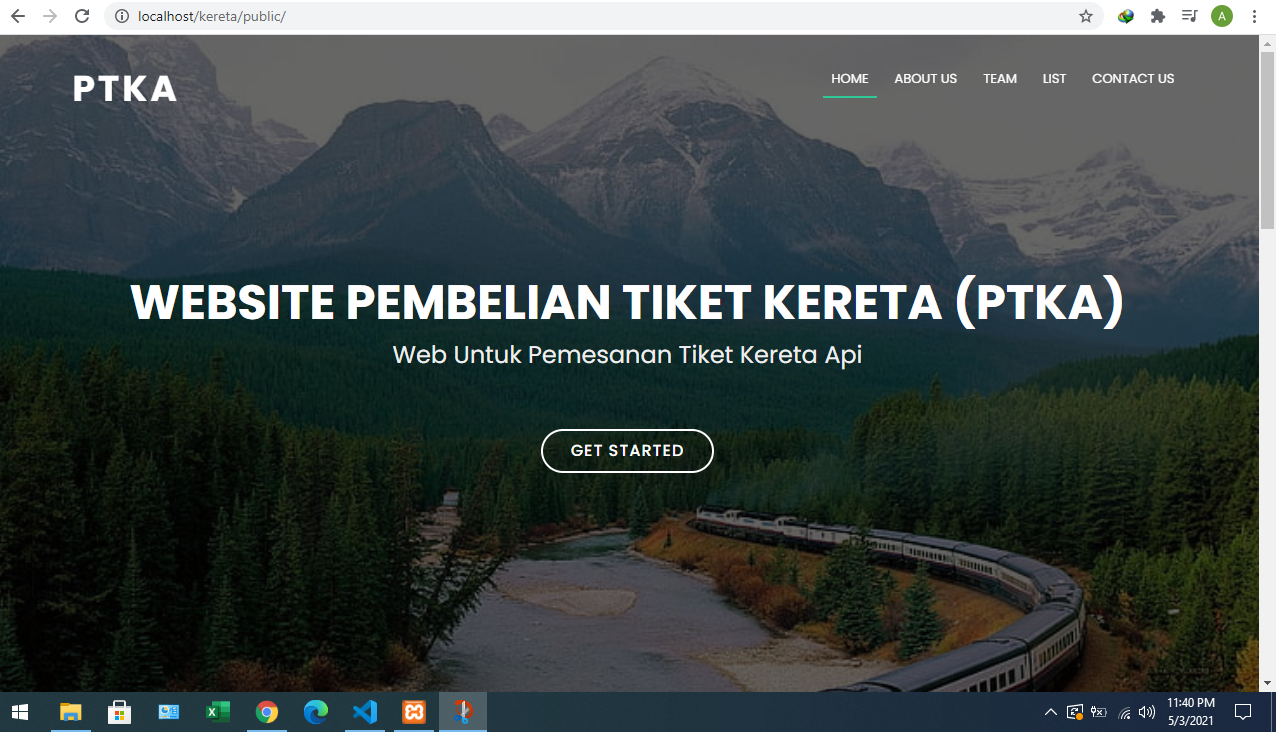 localhost/kereta/public/
A
PTKA
HOME
ABOUT US
TEAM
LIST
CONTACT US
WEBSITE PEMBELIAN TIKET KERETA (PTKA)
Web Untuk Pemesanan Tiket Kereta Api
GET STARTED
11:40 PM
5/3/2021